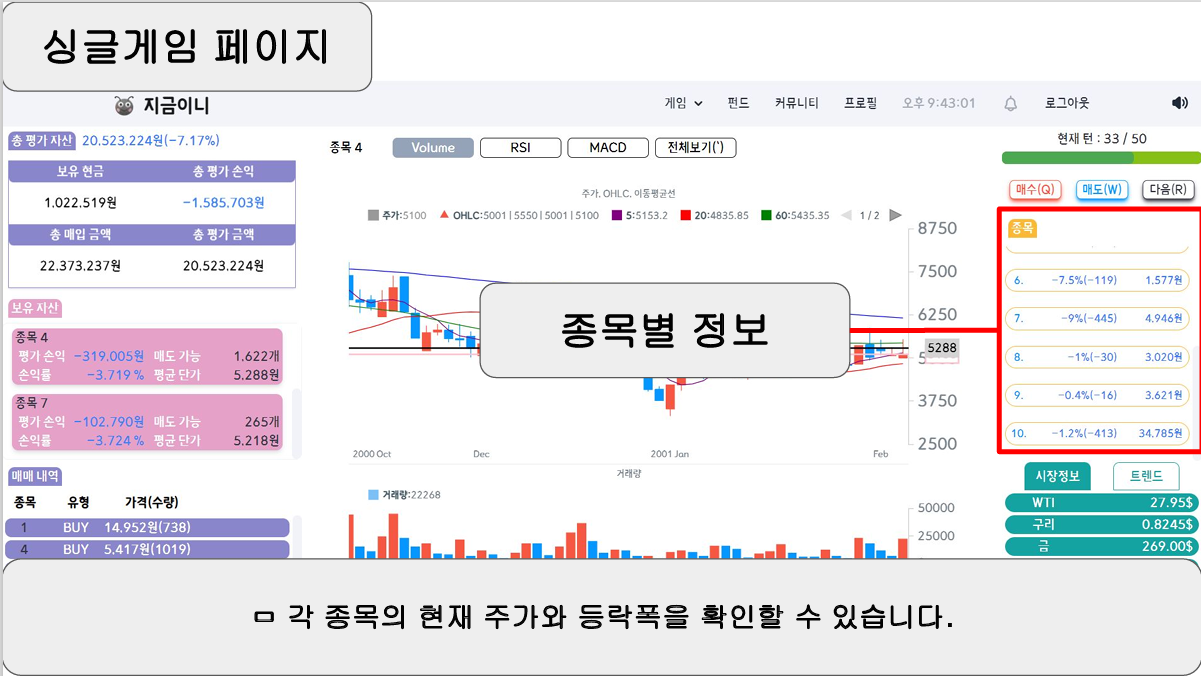 싱글게임 페이지
지금이니
게임 펀드 커뮤니티 프로필 오후 9:43:01 로그아웃
총 평가 자산 20.523.224원(-7.17%)
보유 현금 총 평가 손익
1.022.519원 -1.585.703원
총 매입 금액 총 평가 금액
22.373.237원 20.523.224원
보유 자산
종목 4
평가 손익 -319.005원 매도 가능 1.622개
손익률 -3.719 % 평균 단가 5.288원
종목 7
평가 손익 -102.790원 매도 가능 265개
손익률 -3.724 % 평균 단가 5.218원
매매 내역
종목 유형 가격(수량)
1 BUY 14.952원(738)
4 BUY 5.417원(1019)
종목 4 Volume RSI MACD 전체보기(`)
주가, OHLC, 이동평균선
주가:5100 OHLC:5001 | 5550 | 5001 | 5100 5:5153.2 20:4835.85 60:5435.35 1 / 2
8750
7500
6250
5288
3750
2500
2000 Oct Dec 2001 Jan Feb
거래량
거래량:22268
50000
25000
종목별 정보
현재 턴 : 33 / 50
매수(Q) 매도(W) 다음(R)
종목
6. -7.5%(-119) 1.577원
7. -9%(-445) 4.946원
8. -1%(-30) 3.020원
9. -0.4%(-16) 3.621원
10. -1.2%(-413) 34.785원
시장정보 트렌드
WTI 27.95$
구리 0.8245$
금 269.00$
ㅁ 각 종목의 현재 주가와 등락폭을 확인할 수 있습니다.